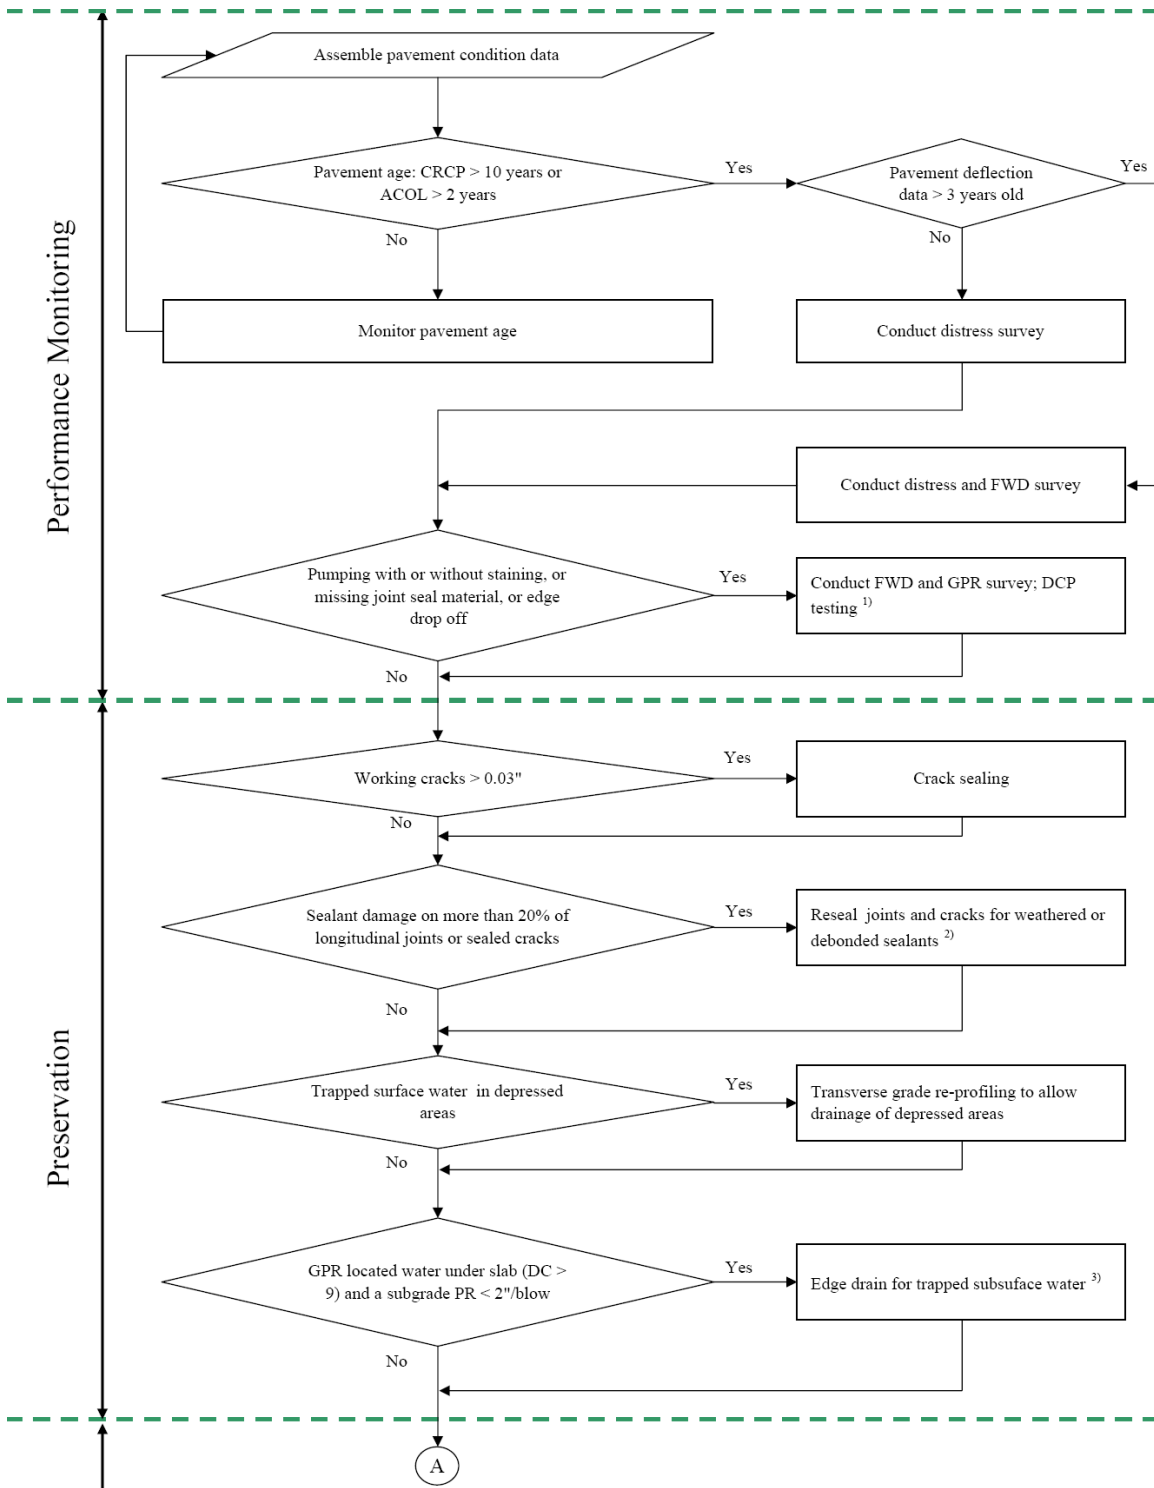 Performance Monitoring
Assemble pavement condition data
Pavement age: CRCP > 10 years or
ACOL > 2 years
Yes
No
Pavement deflection
data > 3 years old
Yes
No
Monitor pavement age
Conduct distress survey
Conduct distress and FWD survey
Pumping with or without staining, or
missing joint seal material, or edge
drop off
Yes
No
Conduct FWD and GPR survey; DCP
testing 1)
Preservation
Working cracks > 0.03"
Yes
No
Crack sealing
Sealant damage on more than 20% of
longitudinal joints or sealed cracks
Yes
No
Reseal joints and cracks for weathered or
debonded sealants 2)
Trapped surface water in depressed
areas
Yes
No
Transverse grade re-profiling to allow
drainage of depressed areas
GPR located water under slab (DC >
9) and a subgrade PR < 2"/blow
Yes
No
Edge drain for trapped subsuface water 3)
A